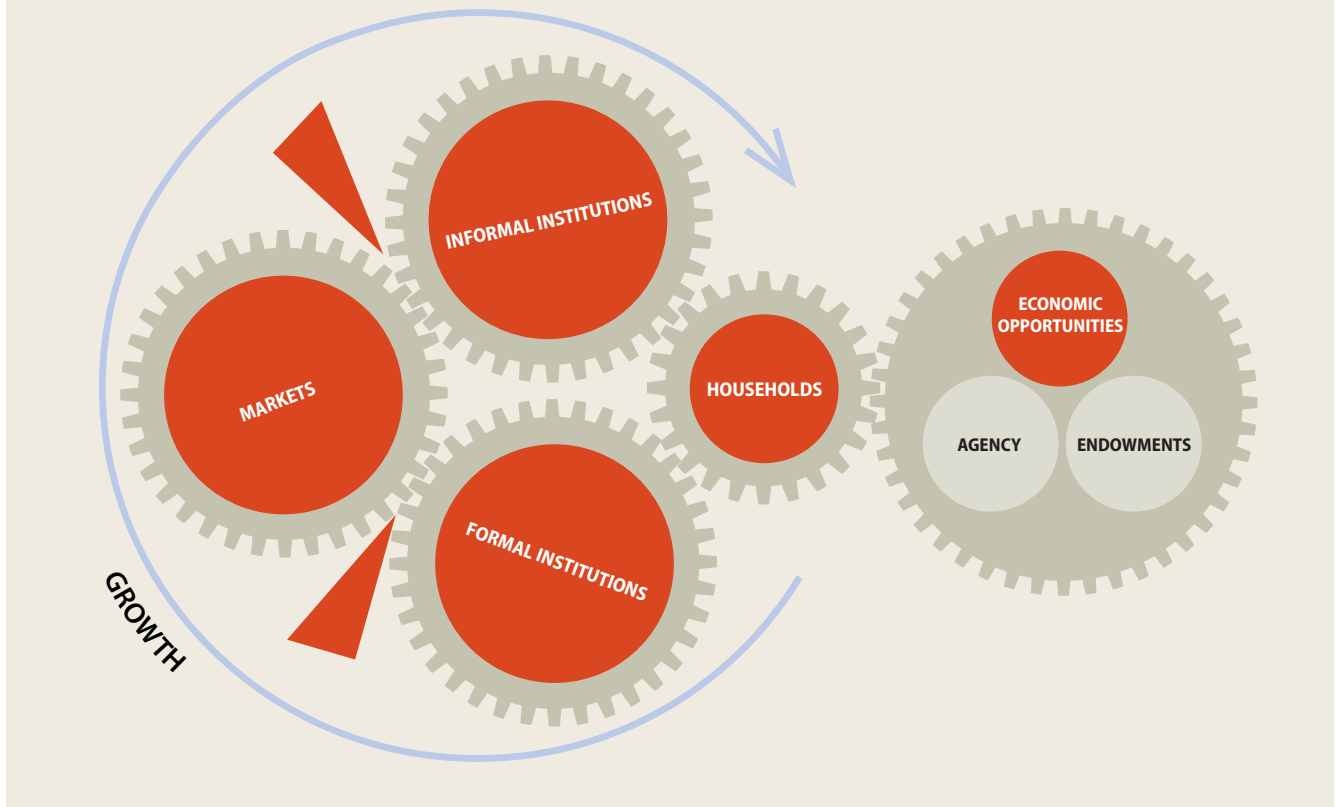 INFORMAL INSTITUTIONS
MARKETS
FORMAL INSTITUTIONS
HOUSEHOLDS
ECONOMIC
OPPORTUNITIES
AGENCY
ENDOWMENTS
GROWTH